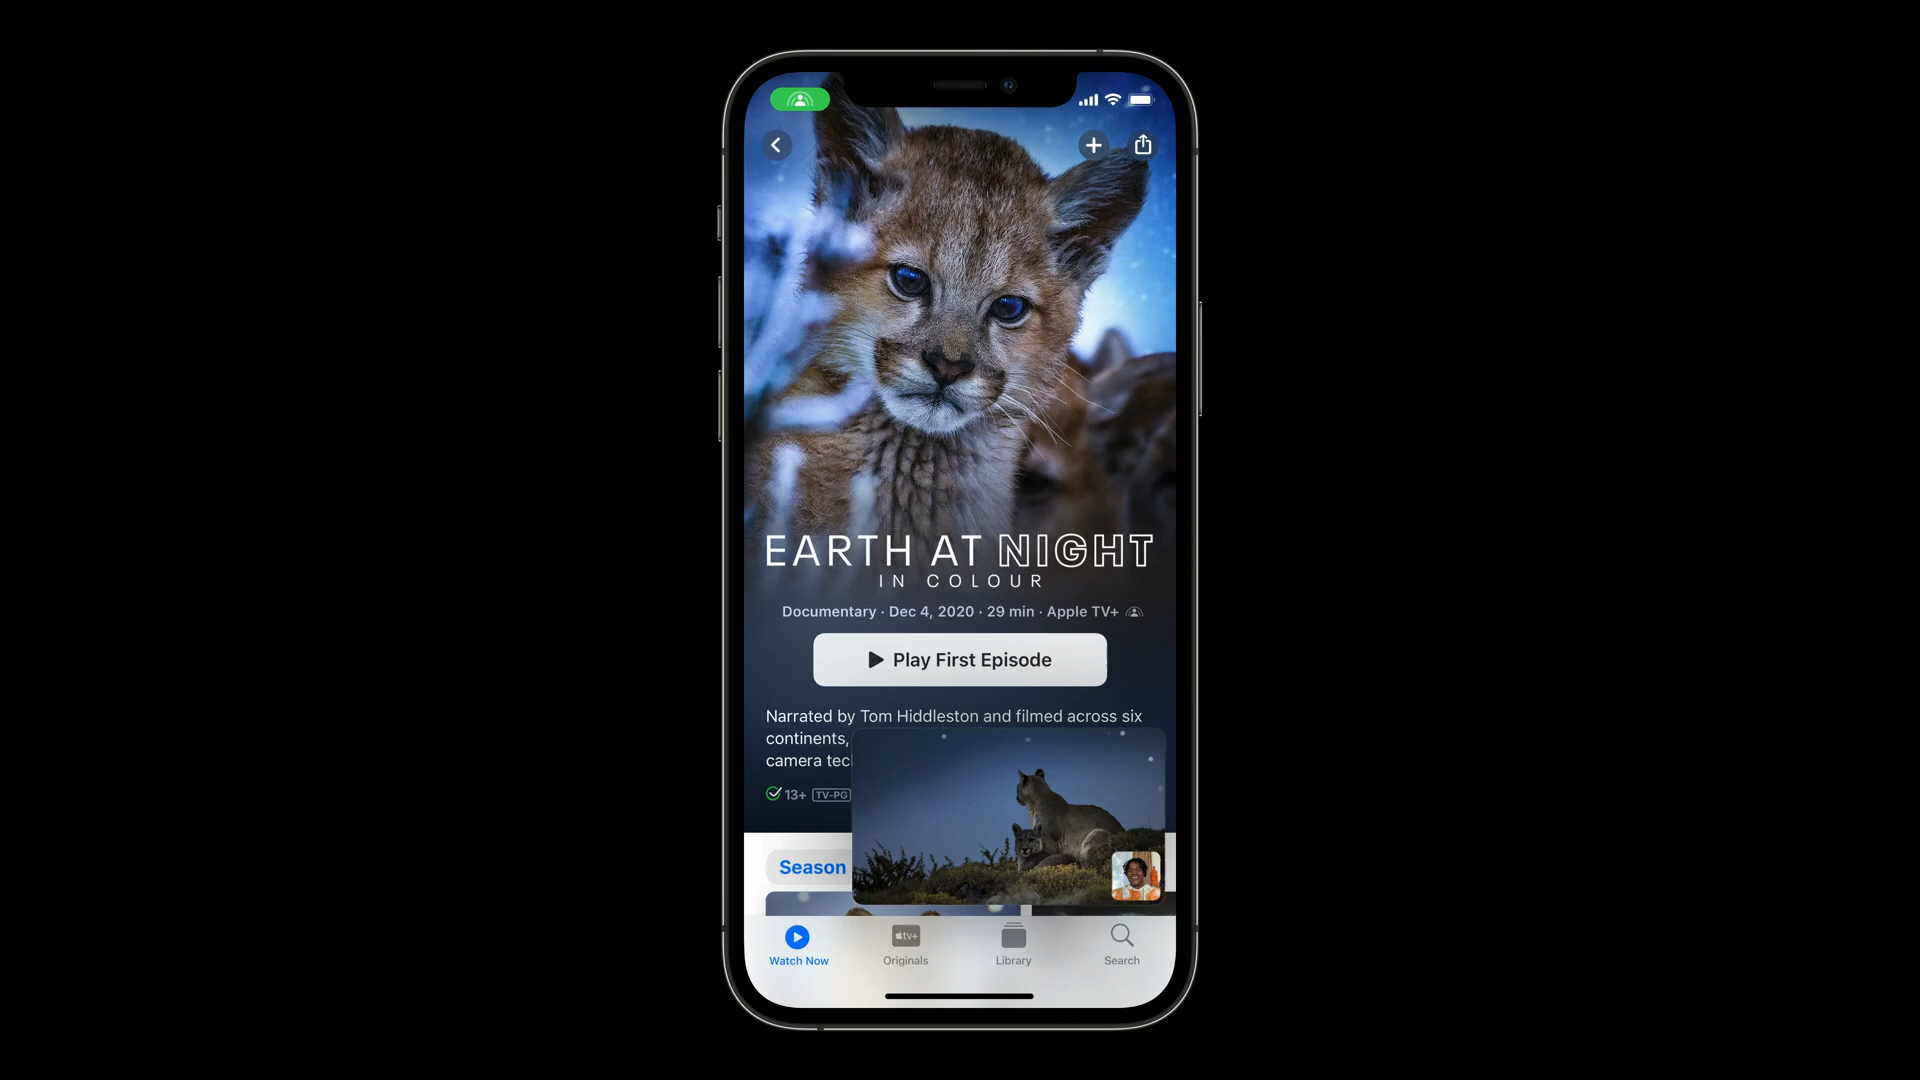 EARTH AT NIGHT
IN COLOUR
Documentary · Dec 4, 2020 · 29 min · Apple TV+
Play First Episode
Narrated by Tom Hiddleston and filmed across six
continents,
camera tec
13+ TV-PG
Season
tv+
Watch Now Originals Library Search